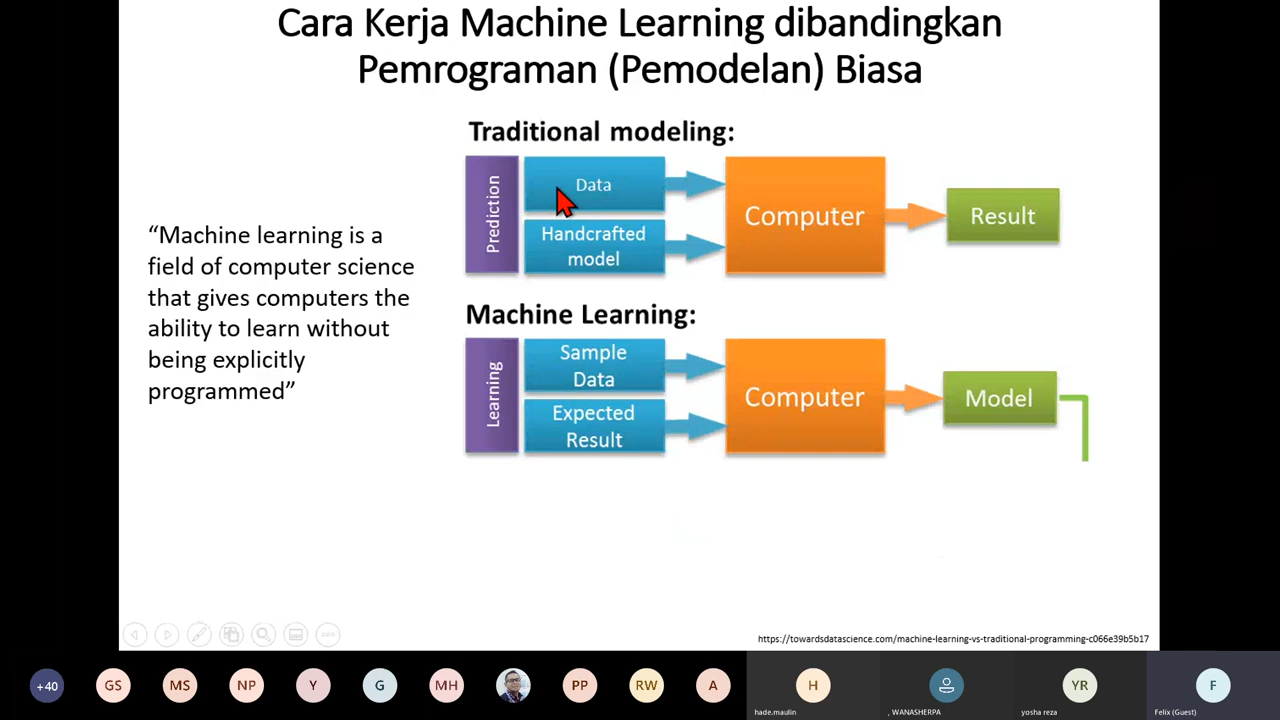 Cara Kerja Machine Learning dibandingkan
Pemrograman (Pemodelan) Biasa
“Machine learning is a
field of computer science
that gives computers the
ability to learn without
being explicitly
programmed”
Traditional modeling:
Prediction
Data
Handcrafted
model
Computer
Result
Machine Learning:
Learning
Sample
Data
Expected
Result
Computer
Model
https://towardsdatascience.com/machine-learning-vs-traditional-programming-c066e39b5b17
+40
GS
MS
NP
Y
G
MH
PP
RW
A
H
hade.maulin
, WANASHERPA
YR
yosha reza
F
Felix (Guest)